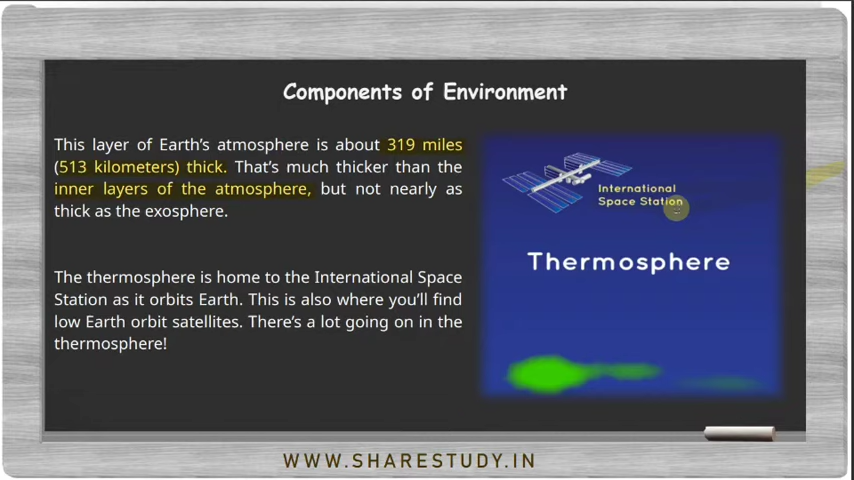 Components of Environment
This layer of Earth's atmosphere is about 319 miles
(513 kilometers) thick. That's much thicker than the
inner layers of the atmosphere, but not nearly as
thick as the exosphere.
The thermosphere is home to the International Space
Station as it orbits Earth. This is also where you'll find
low Earth orbit satellites. There's a lot going on in the
thermosphere!
International
Space Station
Thermosphere
WWW.SHARESTUDY.IN